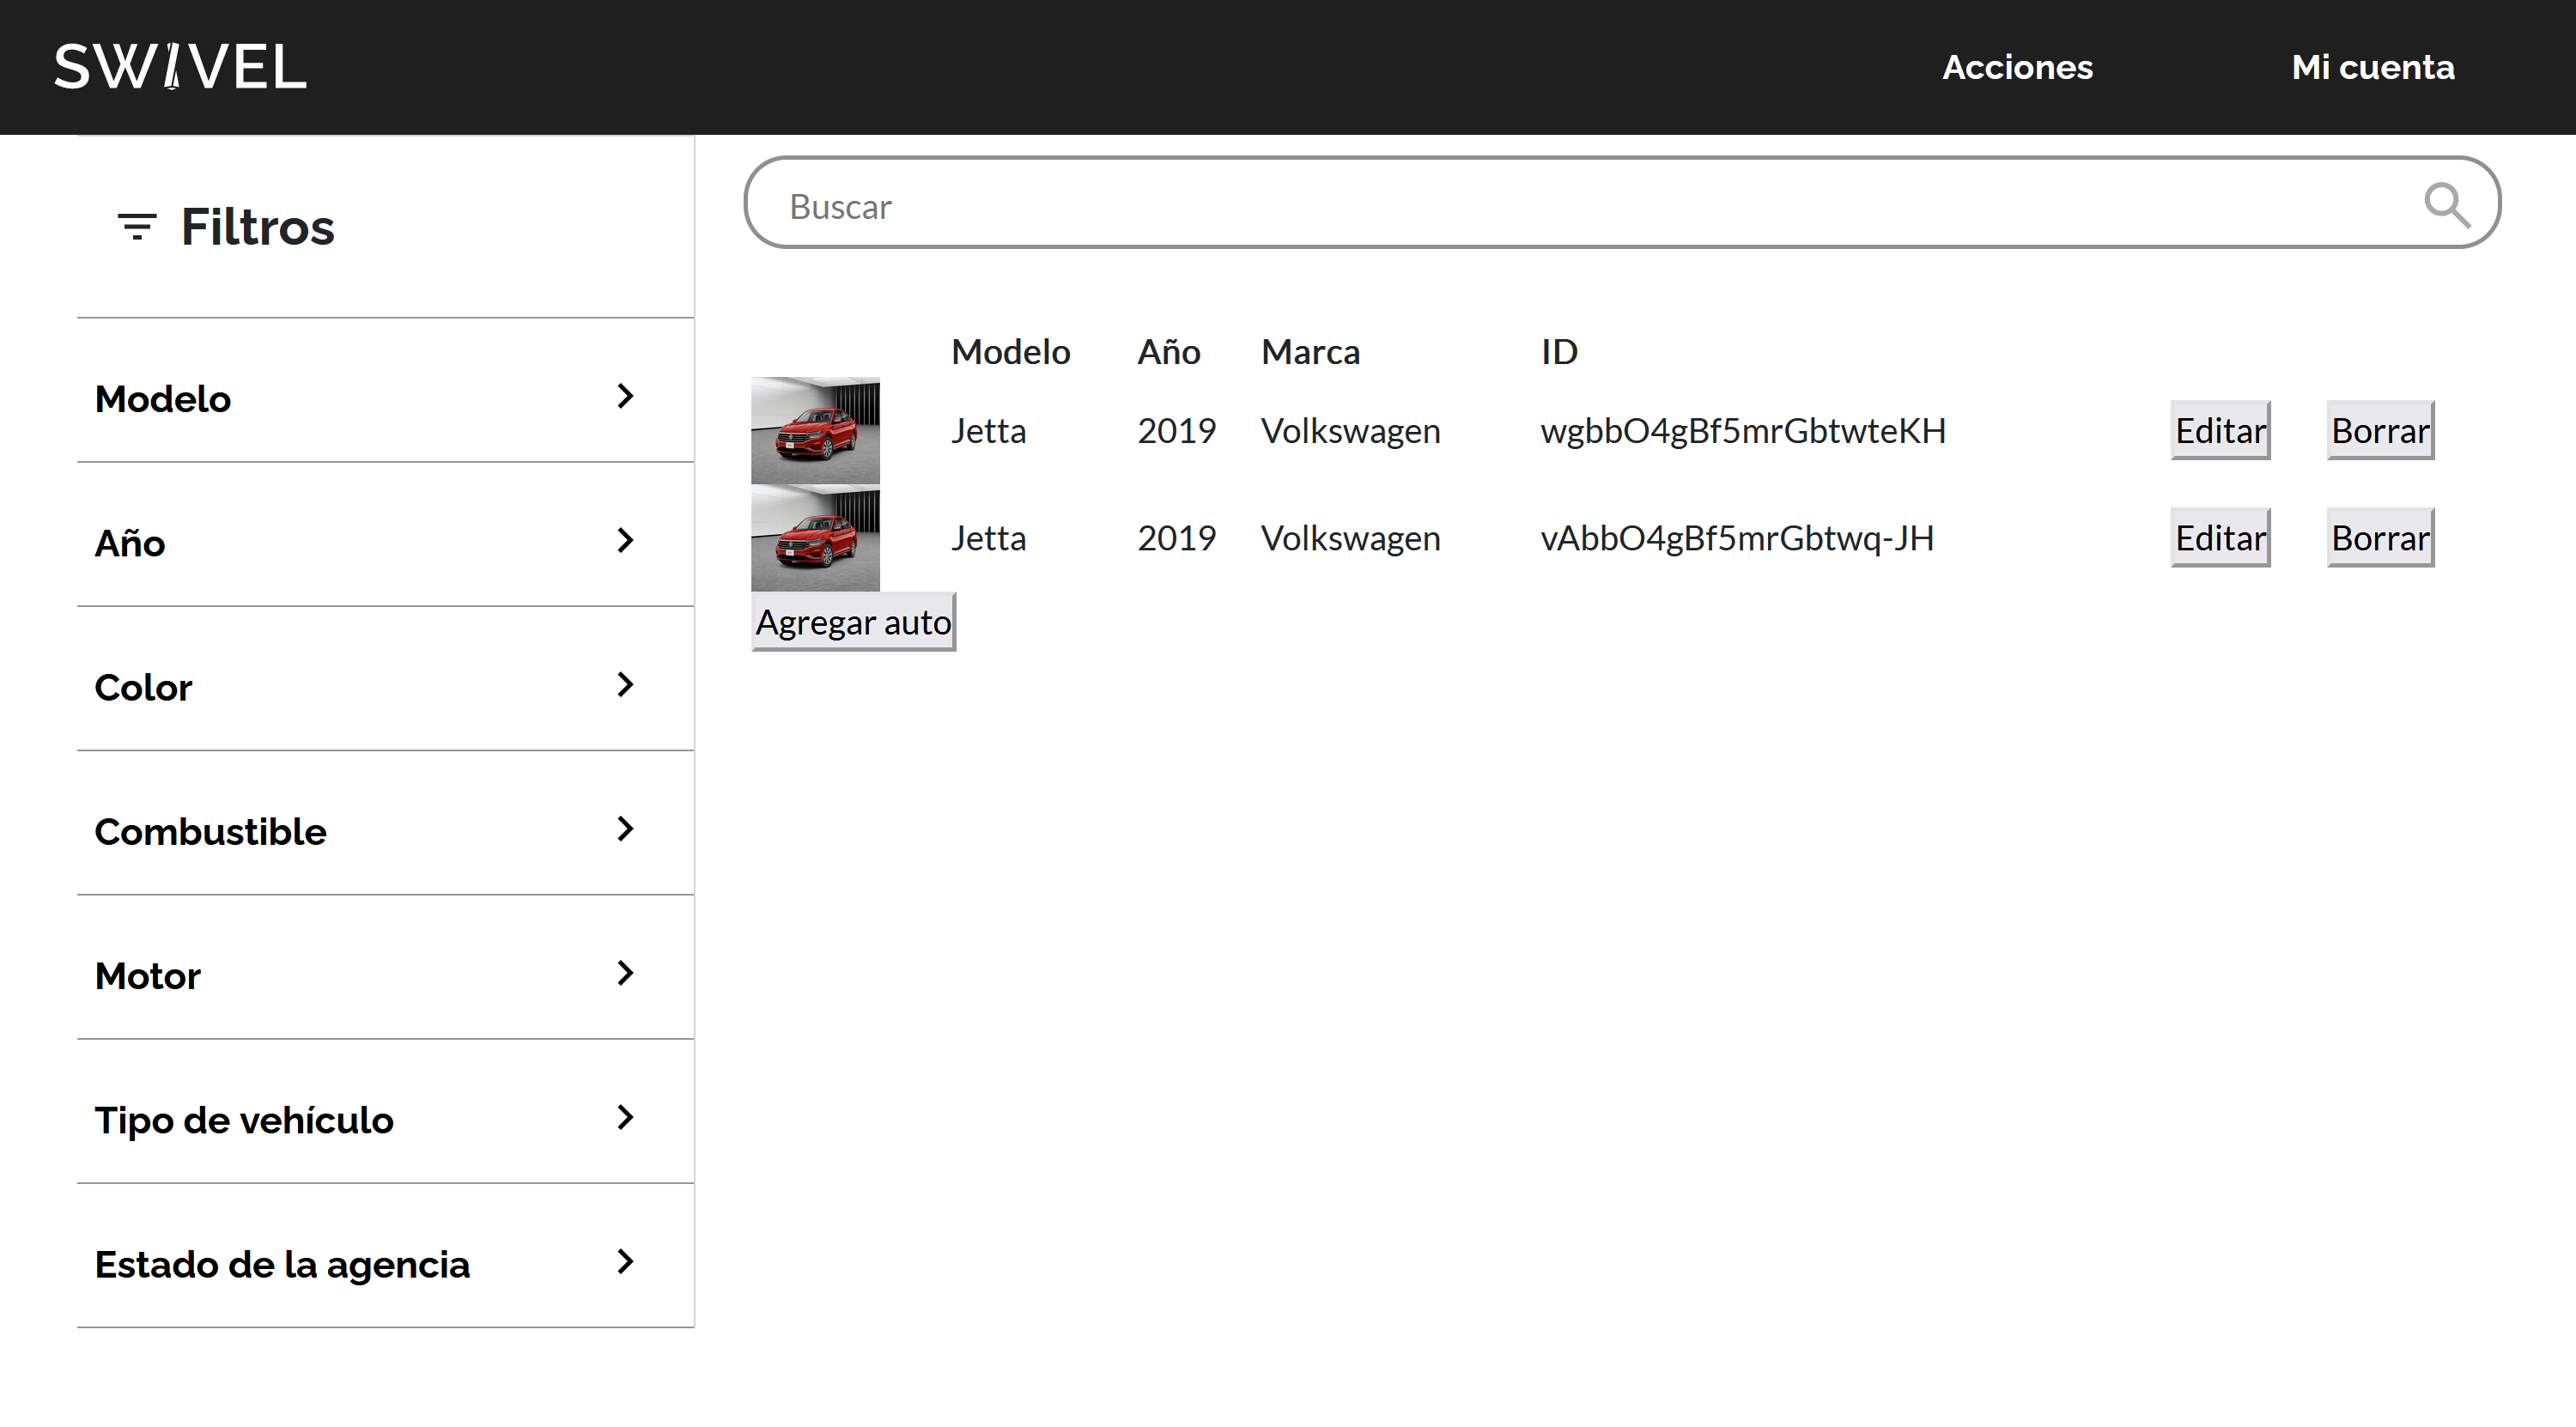 SWIVEL
Acciones
Mi cuenta
Filtros
Modelo
Año
Color
Combustible
Motor
Tipo de vehículo
Estado de la agencia
Buscar
Modelo Año Marca ID
Jetta 2019 Volkswagen wgbbO4gBf5mrGbtwteKH Editar Borrar
Jetta 2019 Volkswagen vAbbO4gBf5mrGbtwq-JH Editar Borrar
Agregar auto